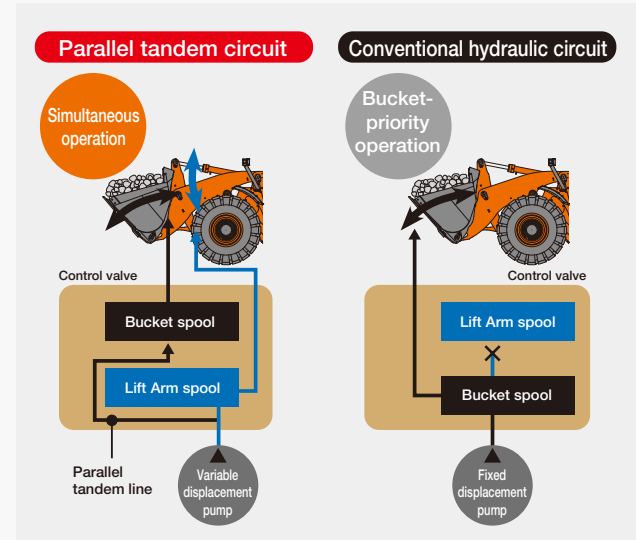 Parallel tandem circuit
Simultaneous
operation
Control valve
Bucket spool
Lift Arm spool
Parallel
tandem line
Variable
displacement
pump
Conventional hydraulic circuit
Bucket-
priority
operation
Control valve
Lift Arm spool
Bucket spool
Fixed
displacement
pump